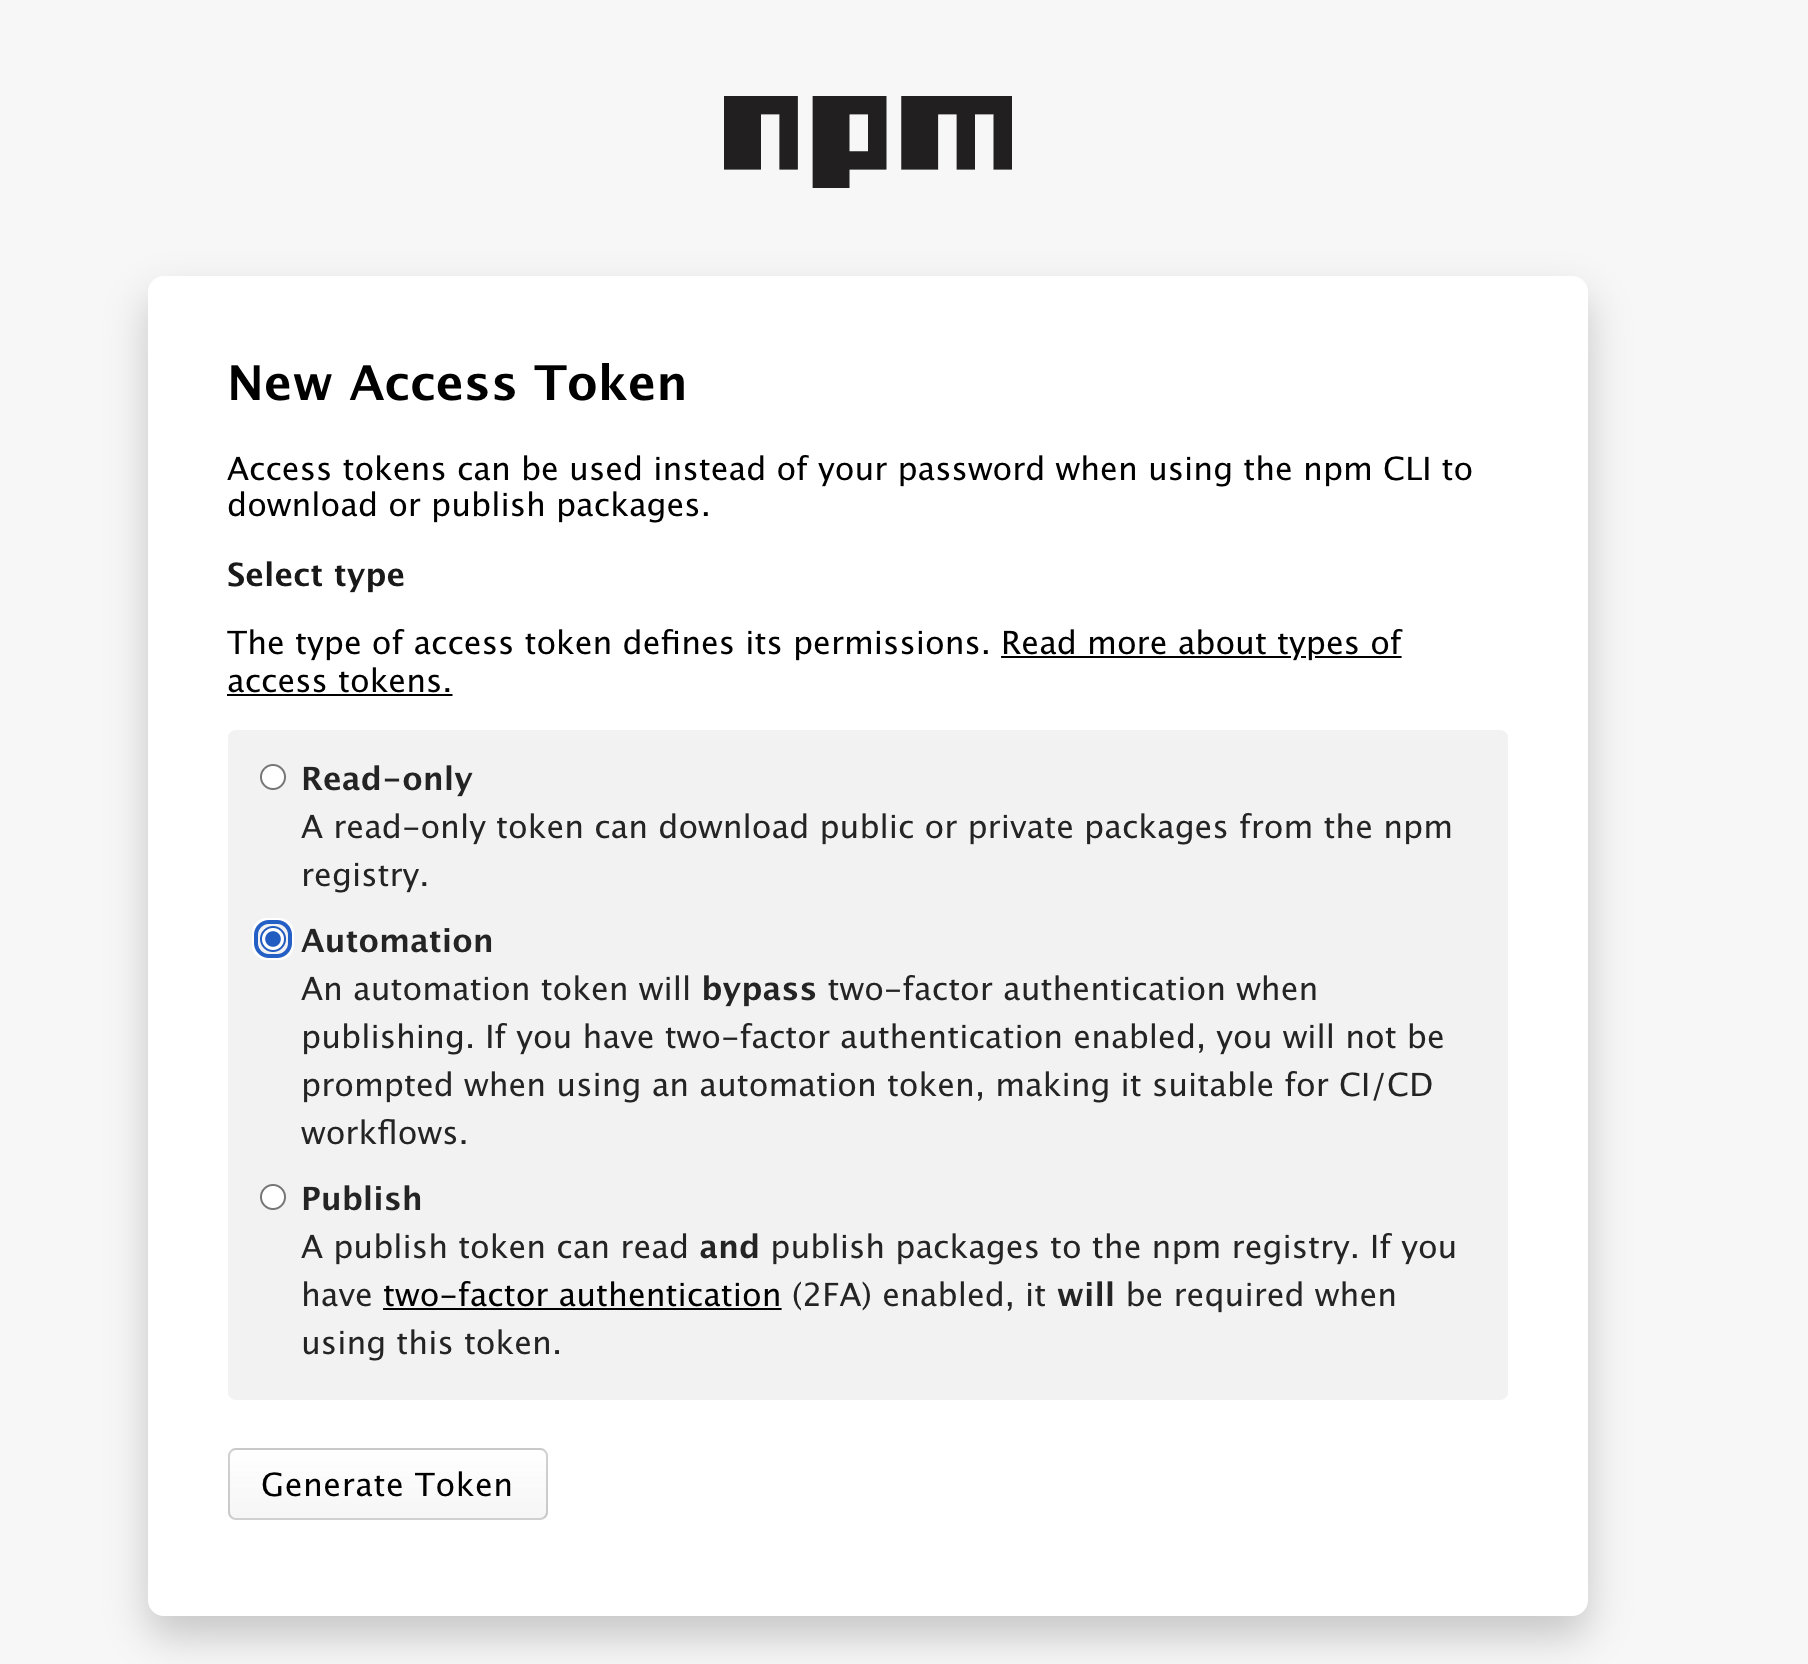 npm
New Access Token
Access tokens can be used instead of your password when using the npm CLI to
download or publish packages.
Select type
The type of access token defines its permissions. Read more about types of
access tokens.
Read-only
A read-only token can download public or private packages from the npm
registry.
Automation
An automation token will bypass two-factor authentication when
publishing. If you have two-factor authentication enabled, you will not be
prompted when using an automation token, making it suitable for CI/CD
workflows.
Publish
A publish token can read and publish packages to the npm registry. If you
have two-factor authentication (2FA) enabled, it will be required when
using this token.
Generate Token